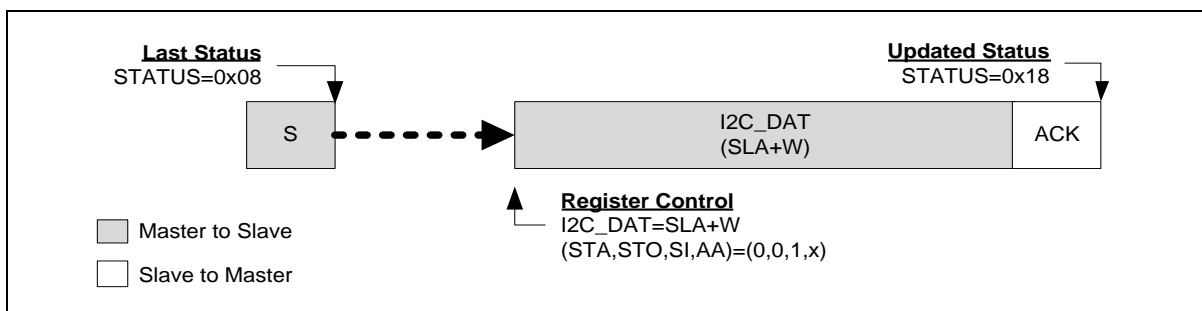 Last Status
STATUS=0x08
Updated Status
STATUS=0x18
S
I2C_DAT
(SLA+W)
ACK
Register Control
I2C_DAT=SLA+W
(STA,STO,SI,AA)=(0,0,1,x)
Master to Slave
Slave to Master